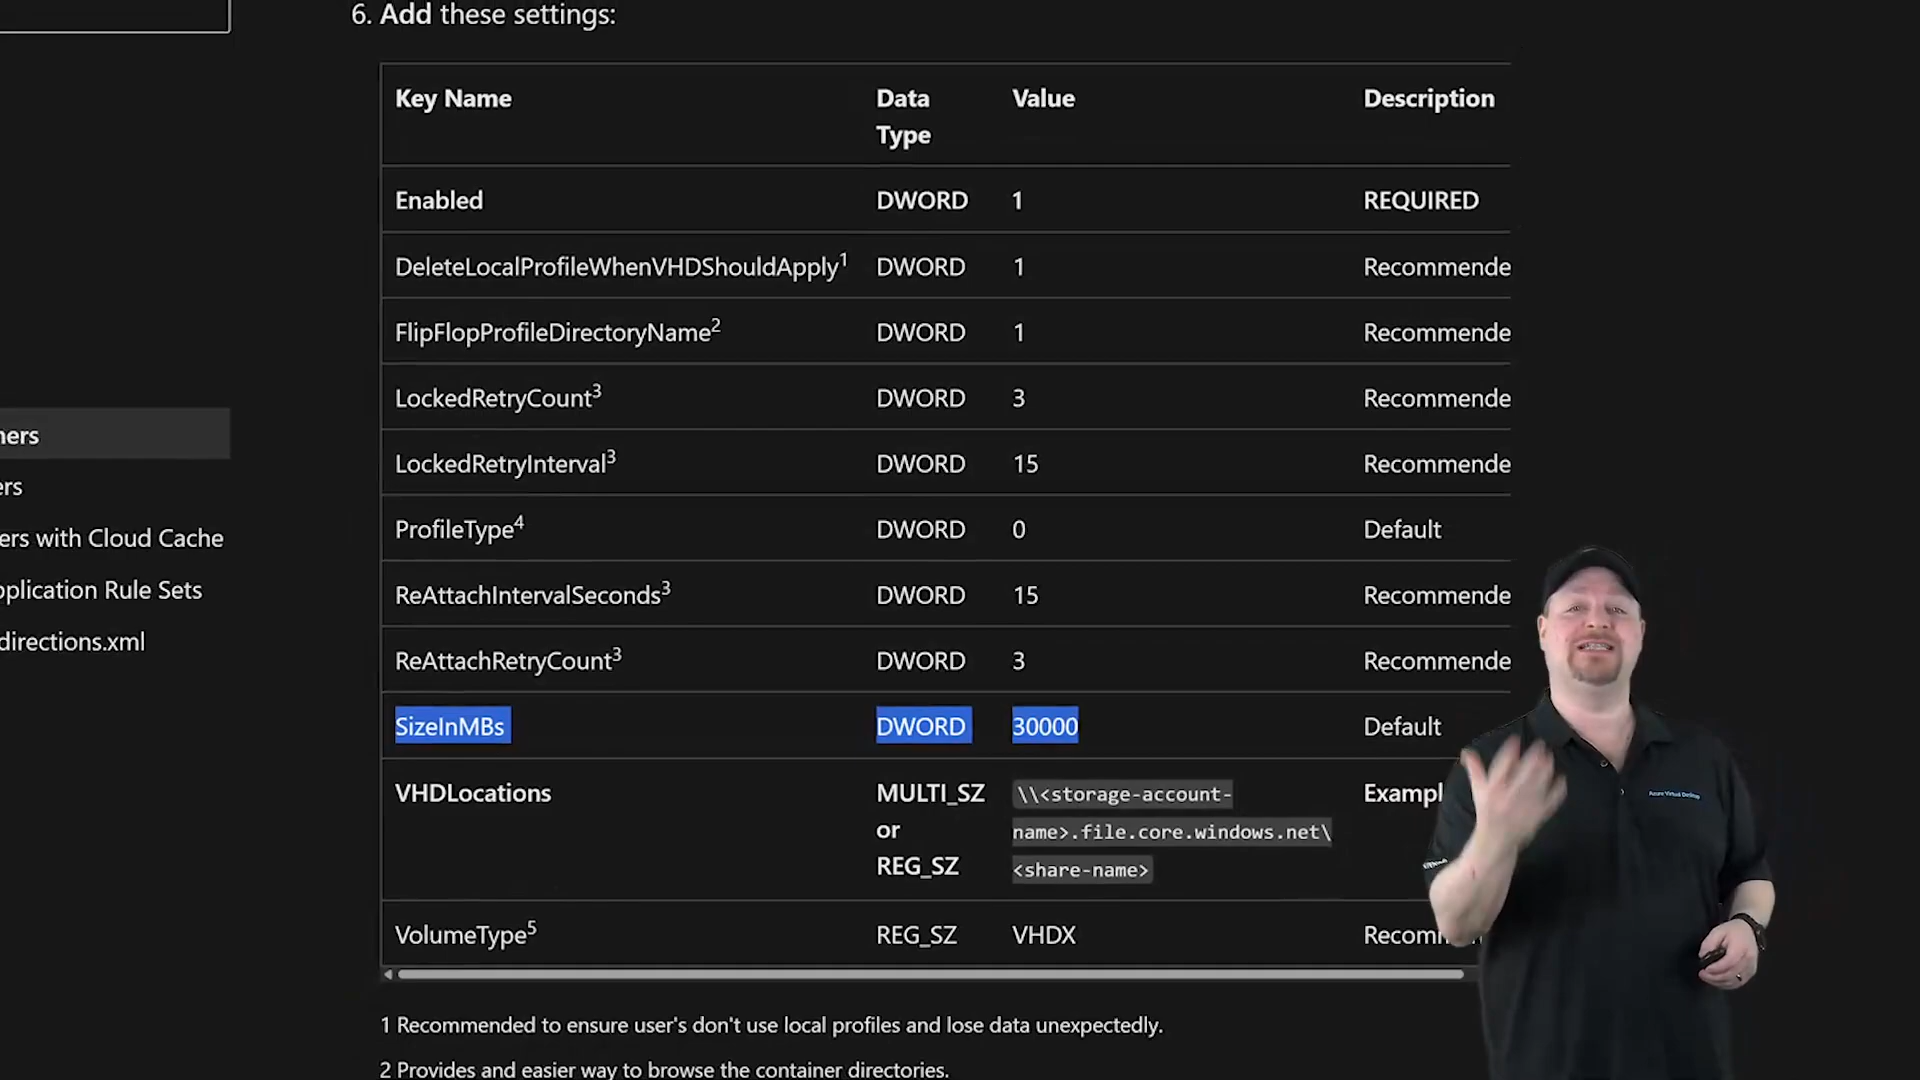 6. Add these settings:
Key Name Data Type Value Description
Enabled DWORD 1 REQUIRED
DeleteLocalProfileWhenVHDShouldApply1 DWORD 1 Recommende
FlipFlopProfileDirectoryName2 DWORD 1 Recommende
LockedRetryCount3 DWORD 3 Recommende
ners
LockedRetryInterval3 DWORD 15 Recommende
ers
ProfileType4 DWORD 0 Default
ers with Cloud Cache
ReAttachIntervalSeconds3 DWORD 15 Recommende
pplication Rule Sets
directions.xml
ReAttachRetryCount3 DWORD 3 Recommende
SizeInMBs DWORD 30000 Default
VHDLocations MULTI_SZ \\<storage-account- Exampl
or name>.file.core.windows.net\
REG_SZ <share-name>
Azure Virtual Desktop
VolumeType5 REG_SZ VHDX Recomm
1 Recommended to ensure user's don't use local profiles and lose data unexpectedly.
2 Provides and easier way to browse the container directories.